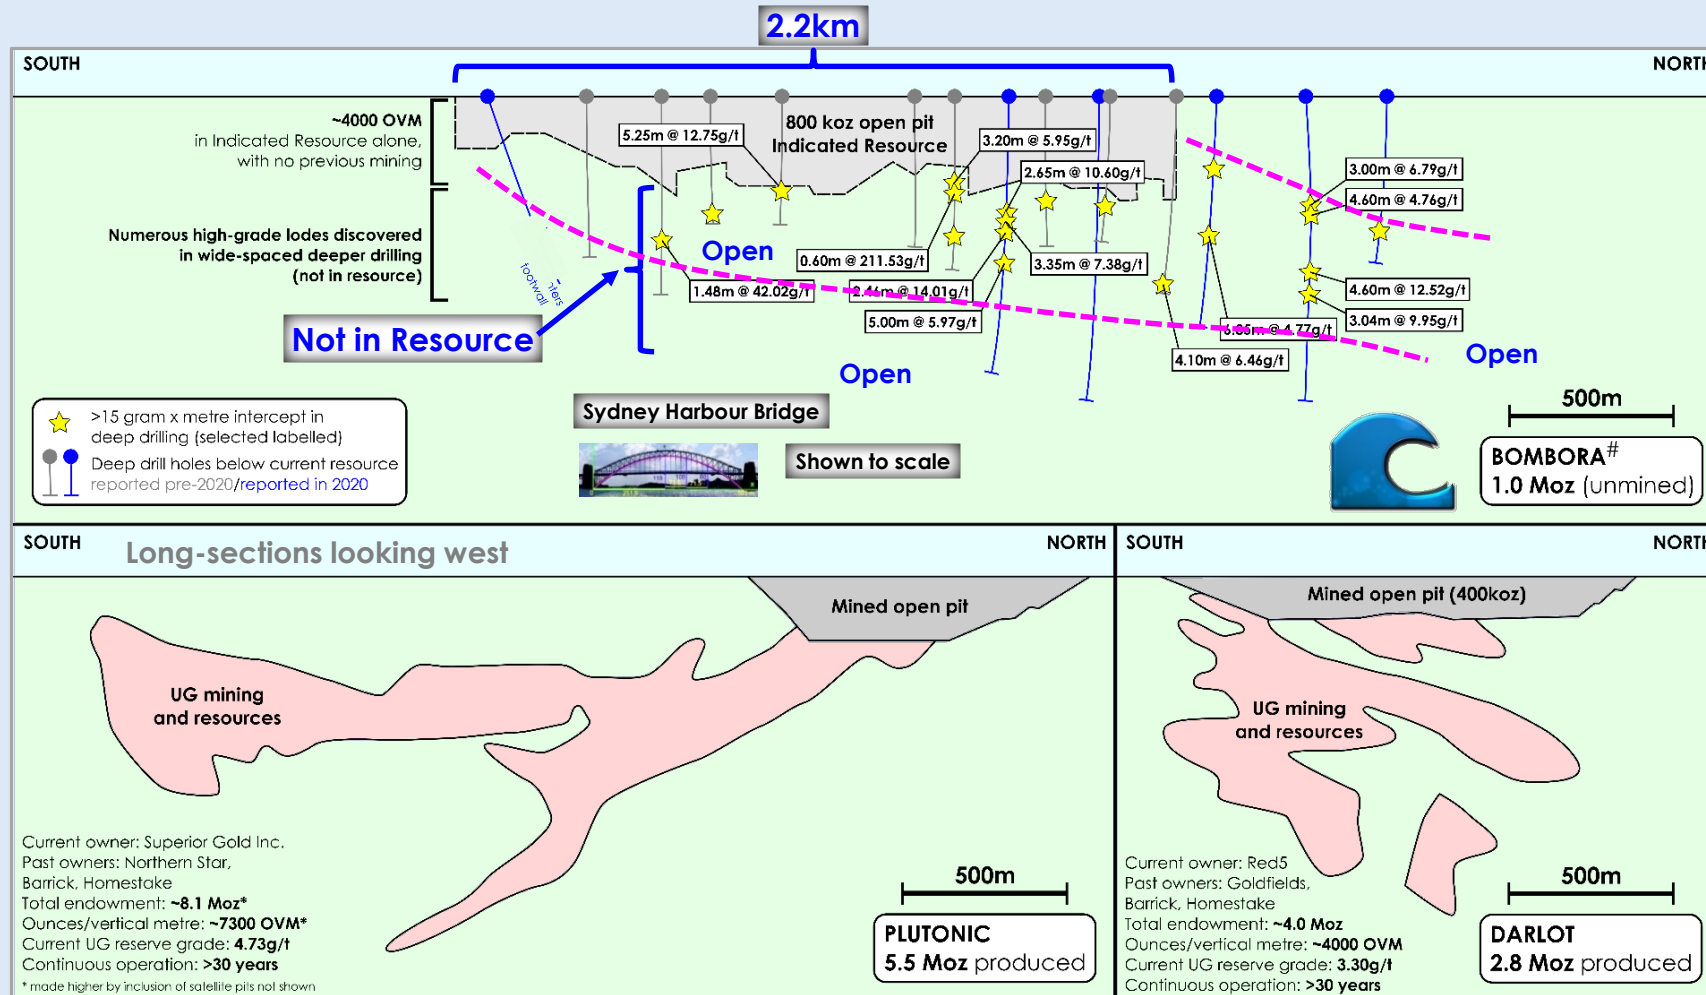 2.2km
SOUTH
NORTH
~4000 OVM
in Indicated Resource alone,
with no previous mining
800 koz open pit
Indicated Resource
5.25m @ 12.75g/t
3.20m @ 5.95g/t
2.65m @ 10.60g/t
3.00m @ 6.79g/t
4.60m @ 4.76g/t
Numerous high-grade lodes discovered
in wide-spaced deeper drilling
(not in resource)
Open
0.60m @ 211.53g/t
3.35m @ 7.38g/t
footwall
1.48m @ 42.02g/t
2.46m @ 14.01g/t
4.60m @ 12.52g/t
5.00m @ 5.97g/t
6.85m @ 4.77g/t
3.04m @ 9.95g/t
Not in Resource
4.10m @ 6.46g/t
Open
Open
>15 gram x metre intercept in
deep drilling (selected labelled)
Deep drill holes below current resource
reported pre-2020/reported in 2020
Sydney Harbour Bridge
Shown to scale
500m
BOMBORA#
1.0 Moz (unmined)
SOUTH
Long-sections looking west
NORTH
Mined open pit
UG mining
and resources
Current owner: Superior Gold Inc.
Past owners: Northern Star,
Barrick, Homestake
Total endowment: ~8.1 Moz*
Ounces/vertical metre: ~7300 OVM*
Current UG reserve grade: 4.73g/t
Continuous operation: >30 years
* made higher by inclusion of satellite pits not shown
500m
PLUTONIC
5.5 Moz produced
SOUTH
NORTH
Mined open pit (400koz)
UG mining
and resources
Current owner: Red5
Past owners: Goldfields,
Barrick, Homestake
Total endowment: ~4.0 Moz
Ounces/vertical metre: ~4000 OVM
Current UG reserve grade: 3.30g/t
Continuous operation: >30 years
500m
DARLOT
2.8 Moz produced